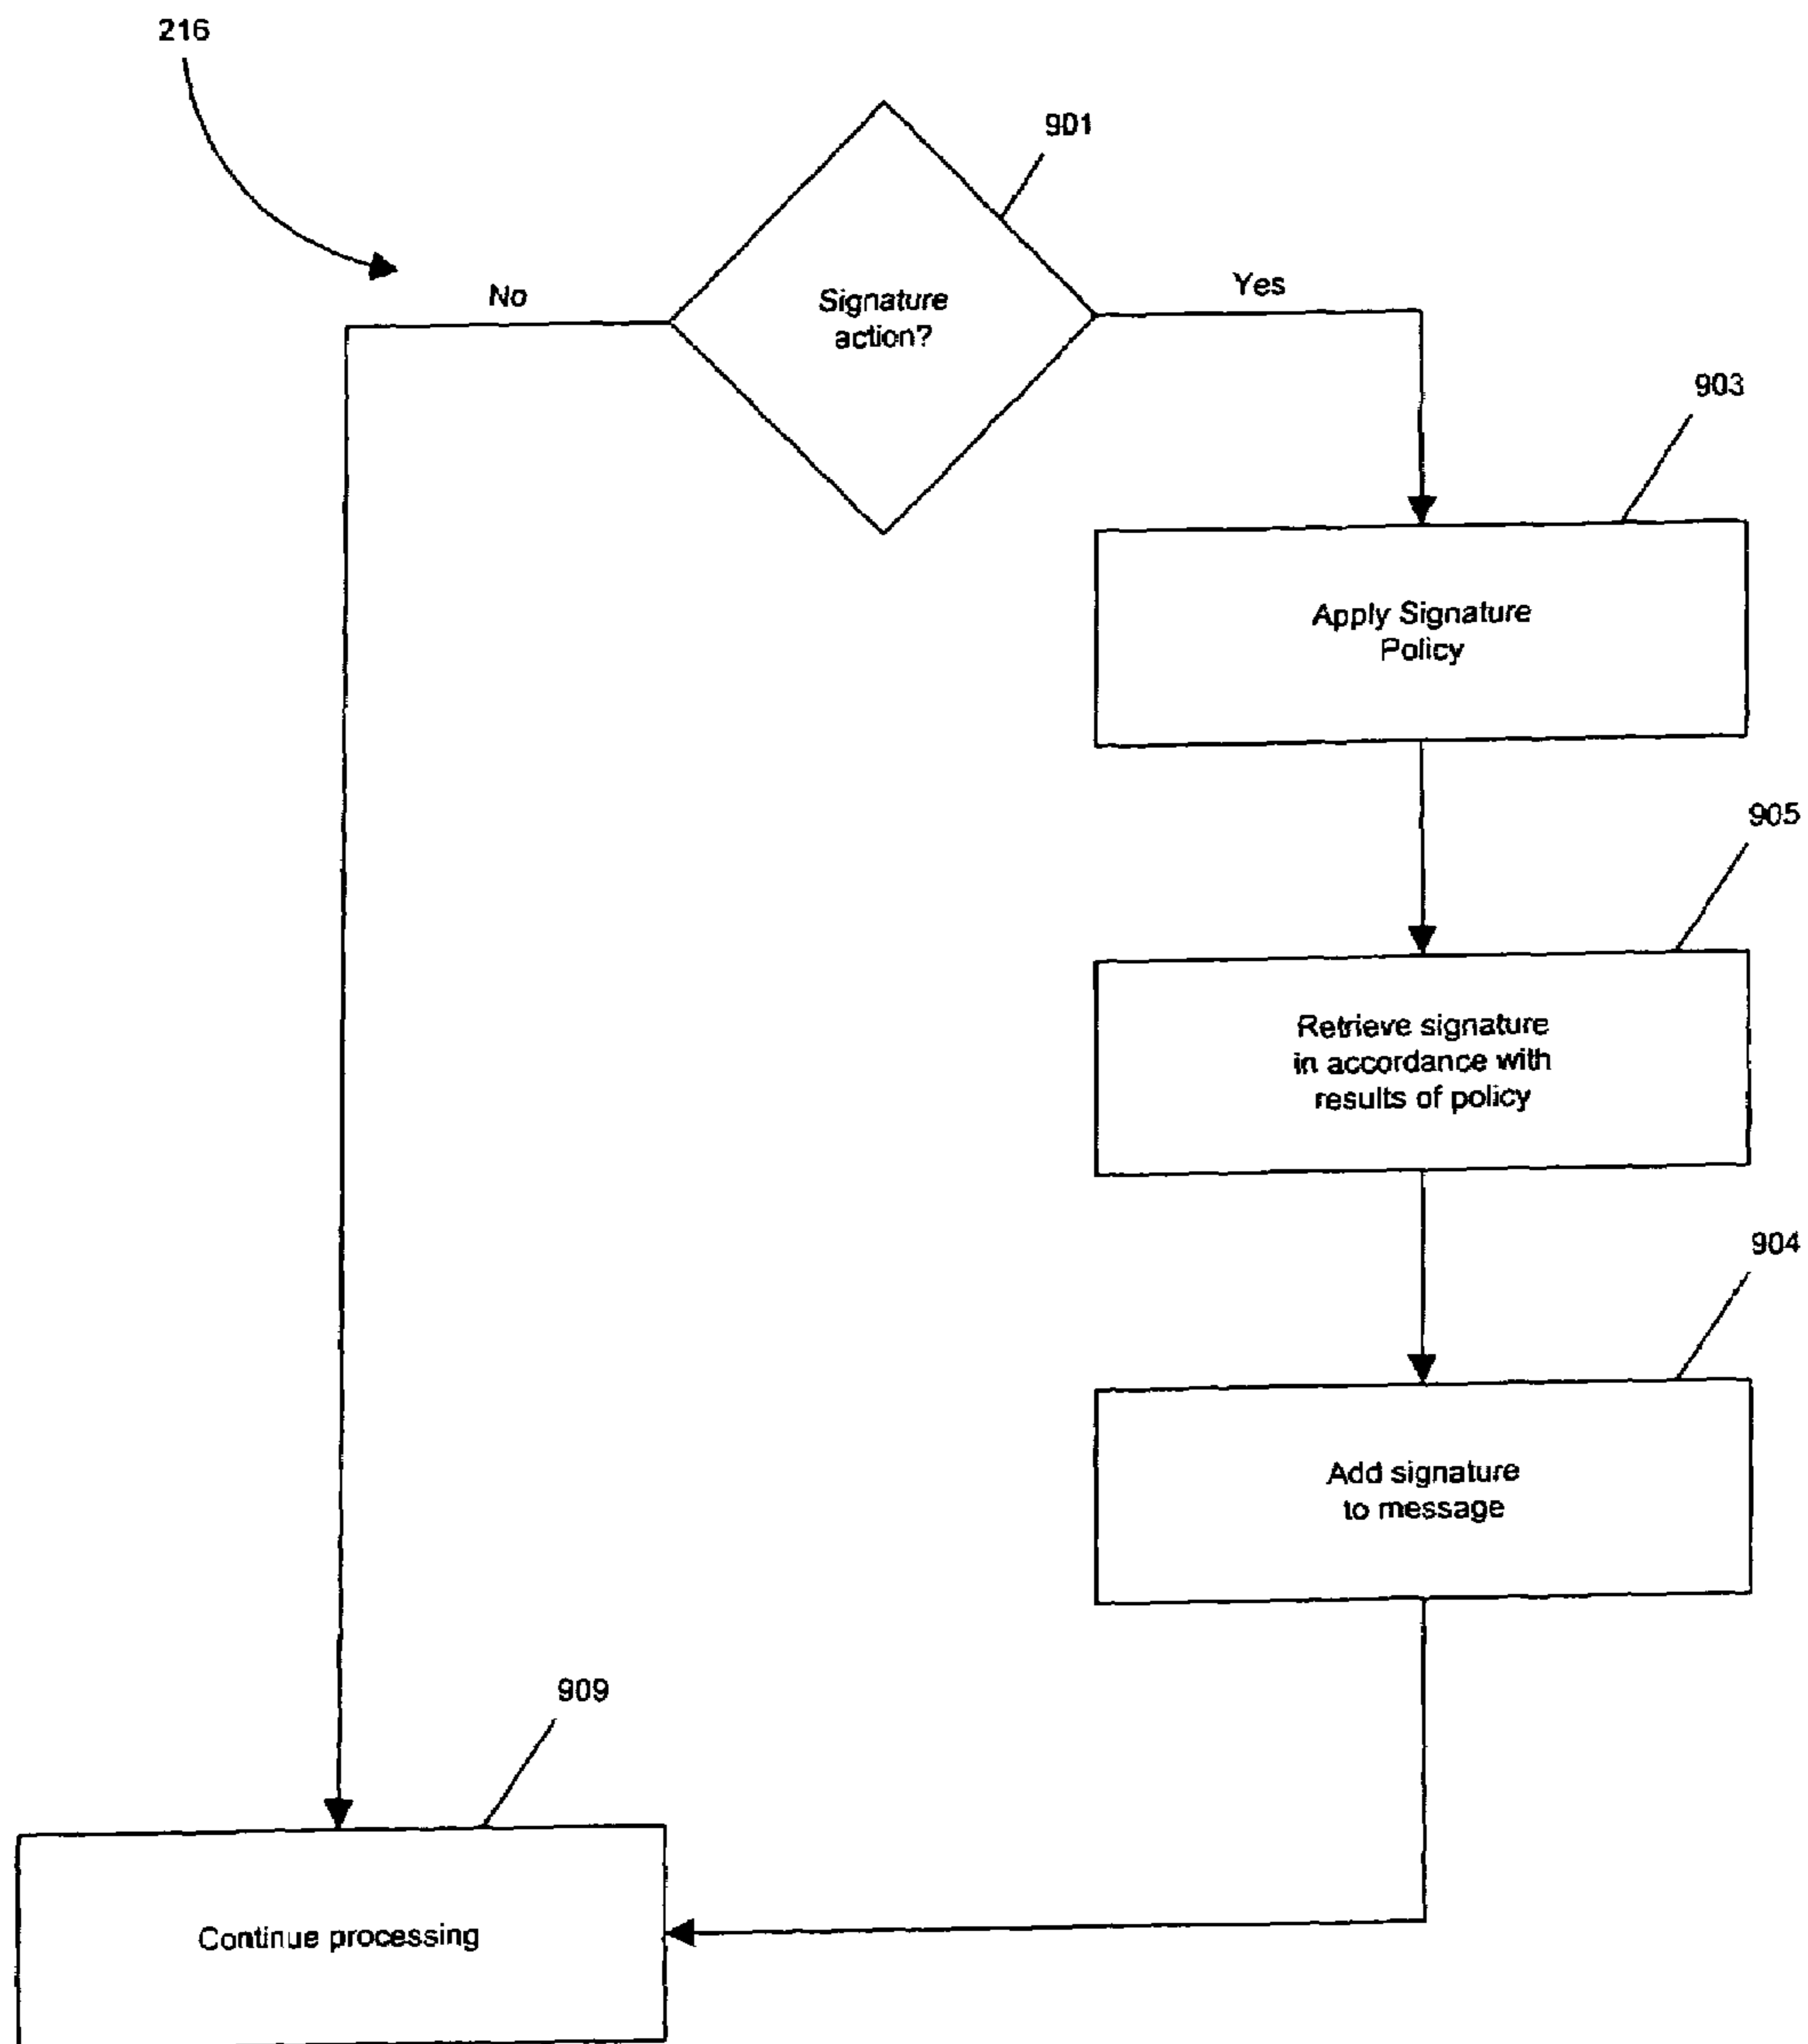 216
901
Signature
action?
No
Yes
903
Apply Signature
Policy
905
Retrieve signature
in accordance with
results of policy
904
Add signature
to message
909
Continue processing